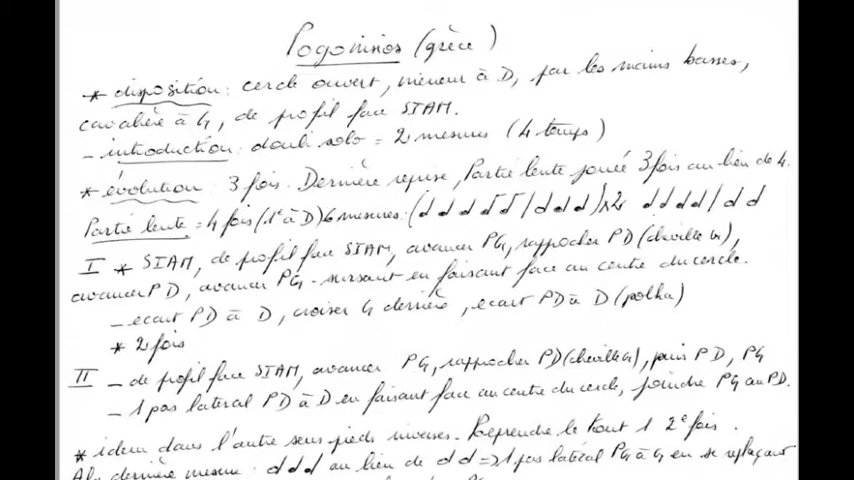 Pogonisios (grèce)
* disposition : cercle ouvert, meneur à D, par les mains basses,
cavalière à G, de profil face STAM.
- introduction : douli solo = 2 mesures (4 temps)
* évolution : 3 fois. Dernière reprise, Partie lente jouée 3 fois au lieu de 4.
Partie lente = 4 fois (1e à D) 6 mesures : (d d d d d / d d d) x 2 d d d d / d d
I * STAM, de profil face STAM, avancer PG, rapprocher PD (cheville G),
avancer PD, avancer PG - sursaut en faisant face au centre du cercle.
- écart PD à D, croiser G derrière, écart PD à D (polka)
* 2 fois
II - de profil face STAM, avancer PG, rapprocher PD (cheville G), puis PD, PG
- 1 pas latéral PD à D en faisant face au centre du cercle, joindre PG au PD.
* idem dans l'autre sens pieds inverses. Reprendre le tout 1 2e fois.
A la dernière mesure : d d d au lieu de d d => 1 pas latéral PG à G en se replaçant